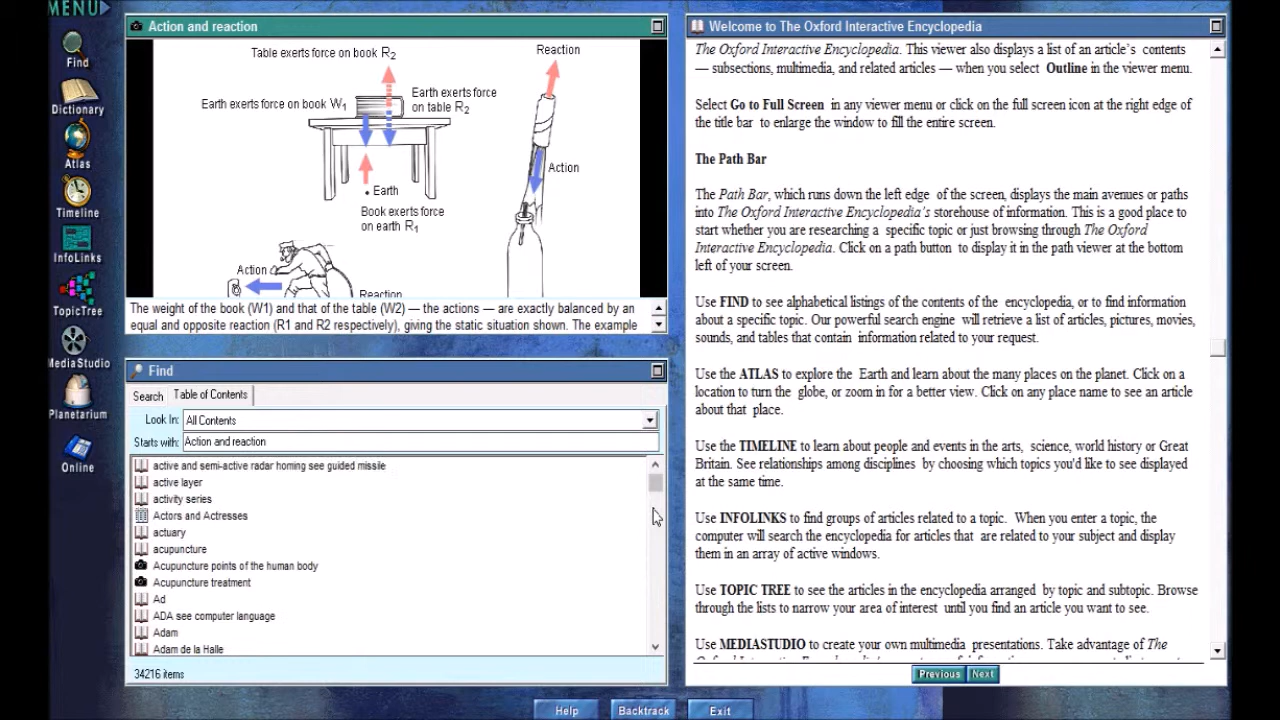 MENU
Find
Dictionary
Atlas
Timeline
InfoLinks
TopicTree
MediaStudio
Planetarium
Online
Action and reaction
Table exerts force on book R2
Reaction
Earth exerts force on book W1
Earth exerts force
on table R2
Action
Earth
Book exerts force
on earth R1
Action
Reaction
The weight of the book (W1) and that of the table (W2) — the actions — are exactly balanced by an
equal and opposite reaction (R1 and R2 respectively), giving the static situation shown. The example
Find
Search Table of Contents
Look In: All Contents
Starts with: Action and reaction
active and semi-active radar homing see guided missile
active layer
activity series
Actors and Actresses
actuary
acupuncture
Acupuncture points of the human body
Acupuncture treatment
Ad
ADA see computer language
Adam
Adam de la Halle
34216 items
Welcome to The Oxford Interactive Encyclopedia
The Oxford Interactive Encyclopedia. This viewer also displays a list of an article's contents
— subsections, multimedia, and related articles — when you select Outline in the viewer menu.
Select Go to Full Screen in any viewer menu or click on the full screen icon at the right edge of
the title bar to enlarge the window to fill the entire screen.
The Path Bar
The Path Bar, which runs down the left edge of the screen, displays the main avenues or paths
into The Oxford Interactive Encyclopedia's storehouse of information. This is a good place to
start whether you are researching a specific topic or just browsing through The Oxford
Interactive Encyclopedia. Click on a path button to display it in the path viewer at the bottom
left of your screen.
Use FIND to see alphabetical listings of the contents of the encyclopedia, or to find information
about a specific topic. Our powerful search engine will retrieve a list of articles, pictures, movies,
sounds, and tables that contain information related to your request.
Use the ATLAS to explore the Earth and learn about the many places on the planet. Click on a
location to turn the globe, or zoom in for a better view. Click on any place name to see an article
about that place.
Use the TIMELINE to learn about people and events in the arts, science, world history or Great
Britain. See relationships among disciplines by choosing which topics you'd like to see displayed
at the same time.
Use INFOLINKS to find groups of articles related to a topic. When you enter a topic, the
computer will search the encyclopedia for articles that are related to your subject and display
them in an array of active windows.
Use TOPIC TREE to see the articles in the encyclopedia arranged by topic and subtopic. Browse
through the lists to narrow your area of interest until you find an article you want to see.
Use MEDIASTUDIO to create your own multimedia presentations. Take advantage of The
Previous Next
Help Backtrack Exit